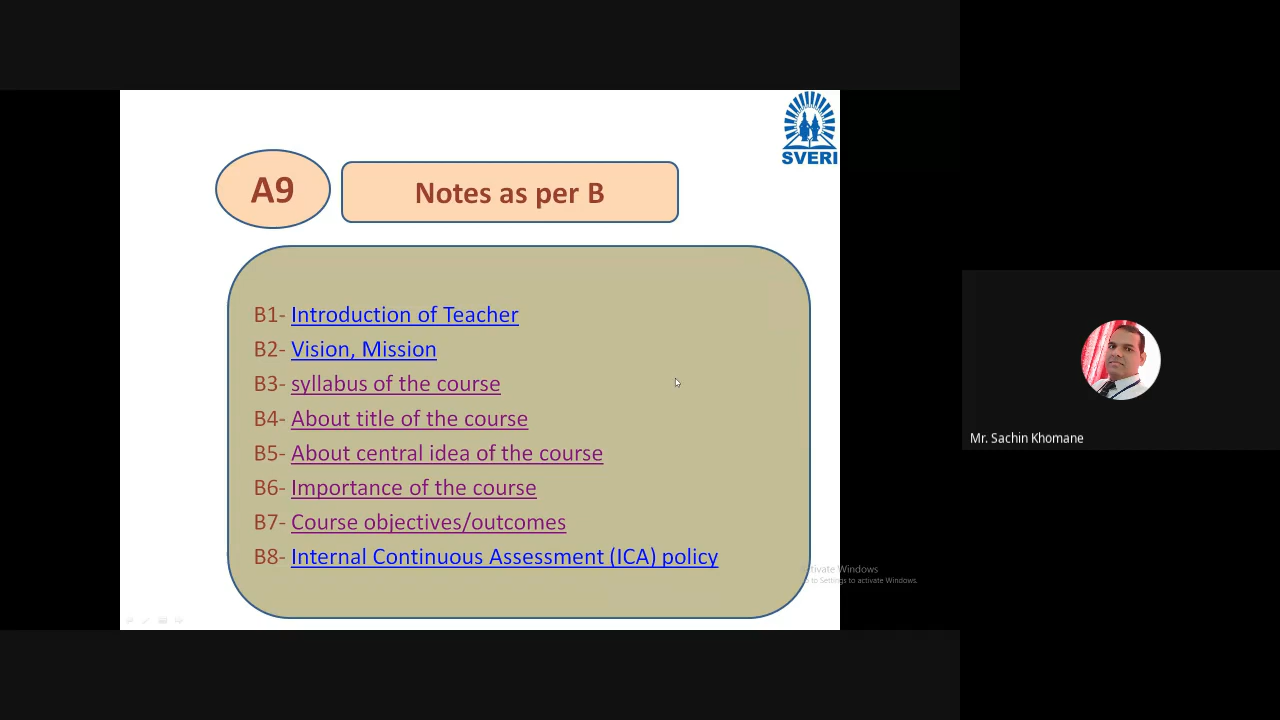 SVERI
A9
Notes as per B
B1- Introduction of Teacher
B2- Vision, Mission
B3- syllabus of the course
B4- About title of the course
B5- About central idea of the course
B6- Importance of the course
B7- Course objectives/outcomes
B8- Internal Continuous Assessment (ICA) policy
Mr. Sachin Khomane
tivate Windows
to Settings to activate Windows.